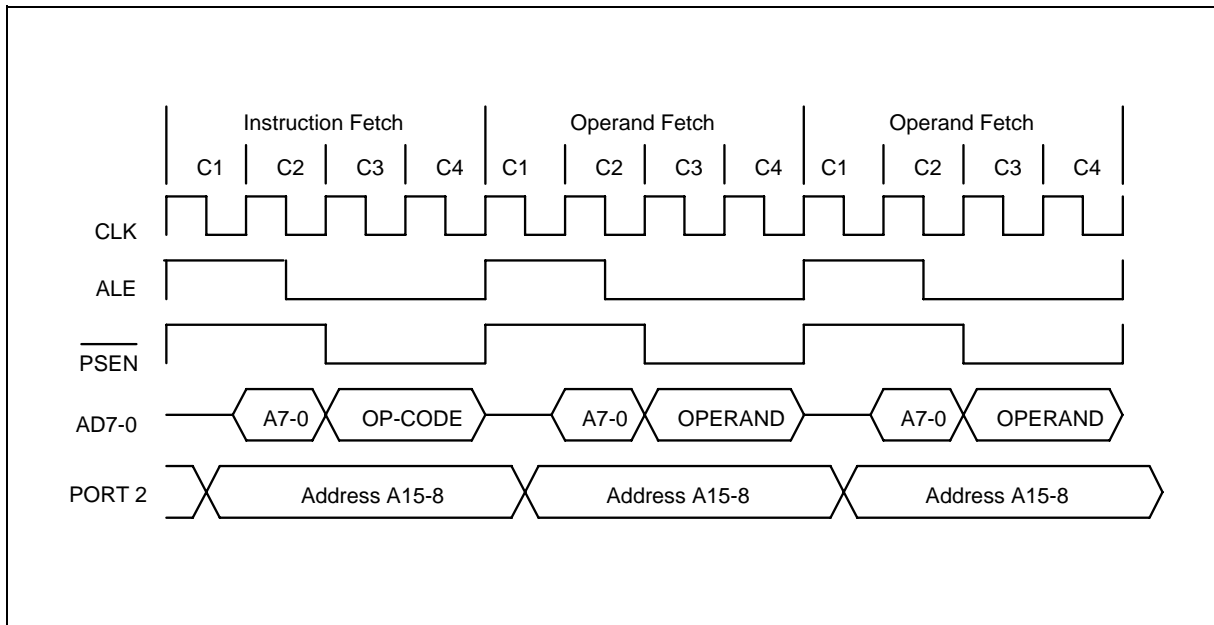 Instruction Fetch Operand Fetch Operand Fetch
C1 C2 C3 C4 C1 C2 C3 C4 C1 C2 C3 C4
CLK
ALE
PSEN
AD7-0 A7-0 OP-CODE A7-0 OPERAND A7-0 OPERAND
PORT 2 Address A15-8 Address A15-8 Address A15-8